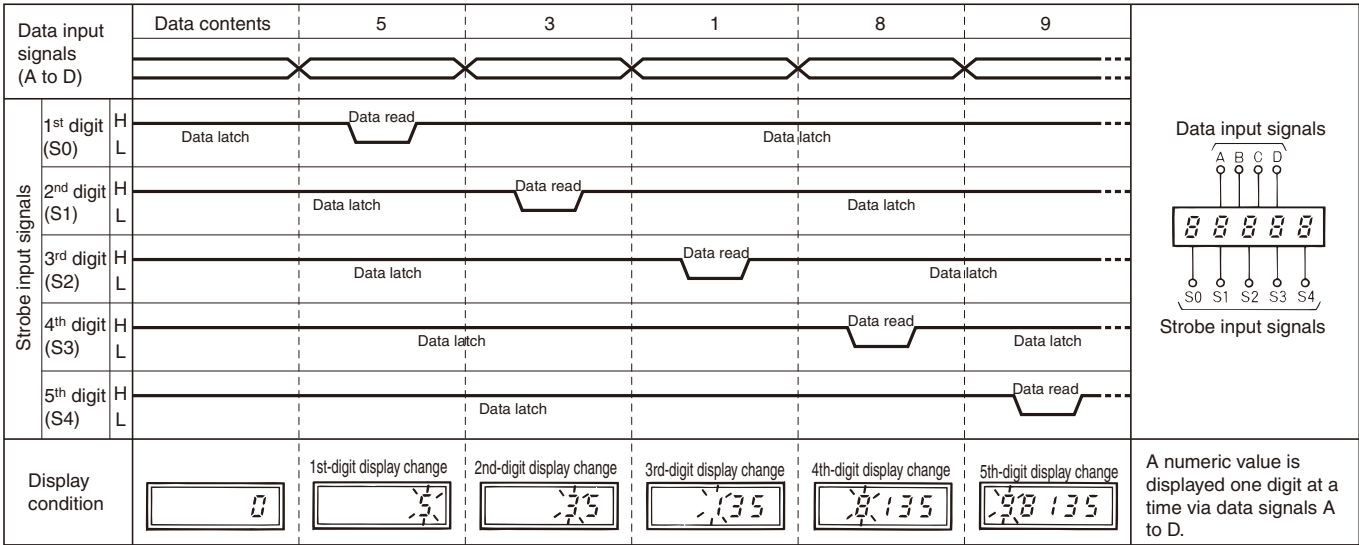 Data input
signals
(A to D)
Data contents 5 3 1 8 9
Strobe input signals
1st digit
(S0)
H
L
Data latch
Data read
Data latch
2nd digit
(S1)
H
L
Data latch
Data read
Data latch
3rd digit
(S2)
H
L
Data latch
Data read
Data latch
4th digit
(S3)
H
L
Data latch
Data read
Data latch
5th digit
(S4)
H
L
Data latch
Data read
Display
condition
0
1st-digit display change
5
2nd-digit display change
35
3rd-digit display change
135
4th-digit display change
8135
5th-digit display change
98135
Data input signals
A B C D
8 8 8 8 8
S0 S1 S2 S3 S4
Strobe input signals
A numeric value is
displayed one digit at a
time via data signals A
to D.